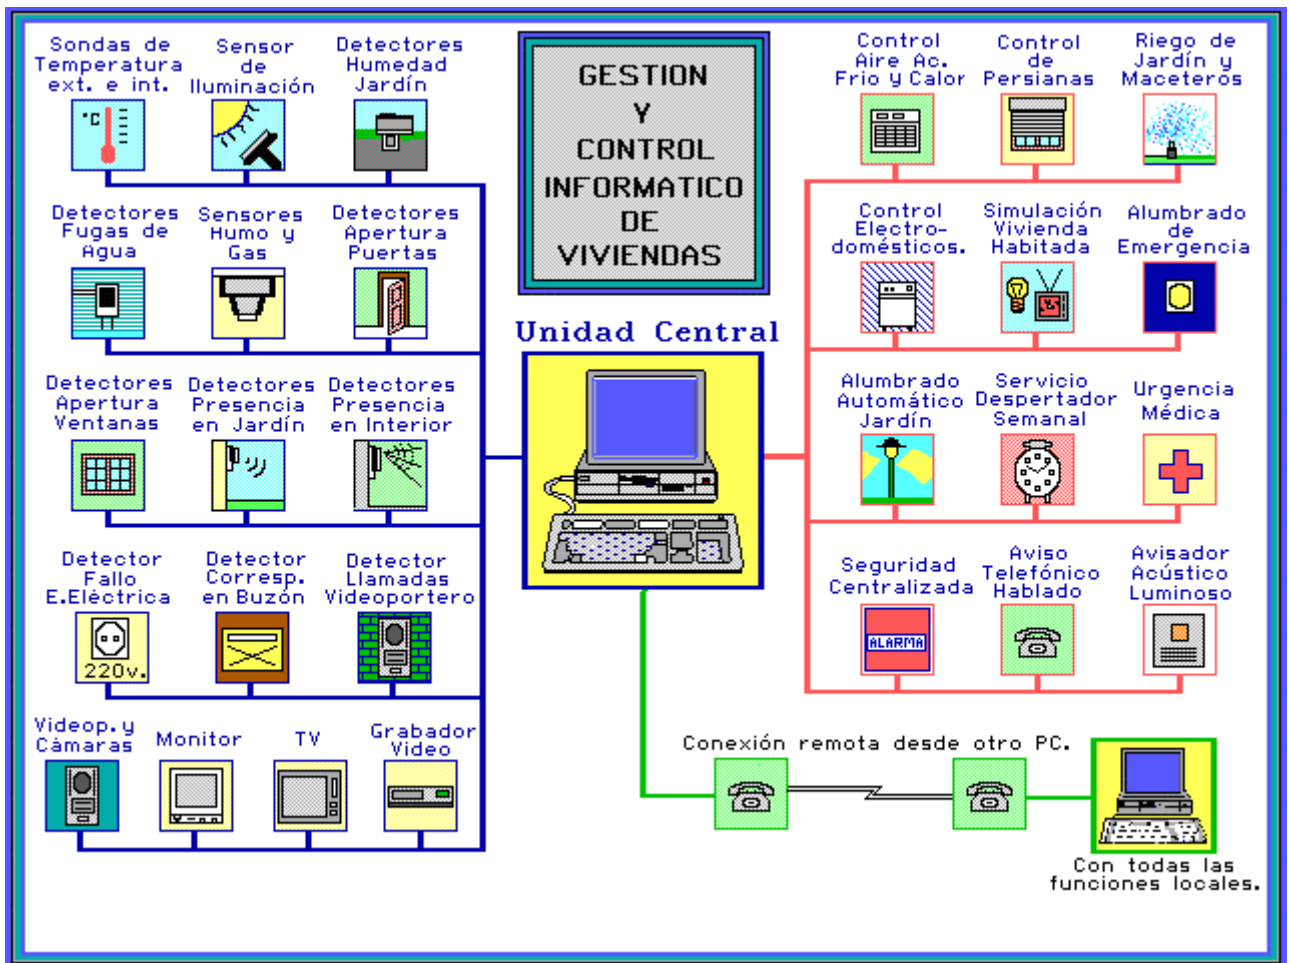 GESTION
Y
CONTROL
INFORMATICO
DE
VIVIENDAS
Sondas de
Temperatura
ext. e int.
Sensor
de
Iluminación
Detectores
Humedad
Jardín
Detectores
Fugas de
Agua
Sensores
Humo y
Gas
Detectores
Apertura
Puertas
Detectores
Apertura
Ventanas
Detectores
Presencia
en Jardín
Detectores
Presencia
en Interior
Detector
Fallo
E.Eléctrica
Detector
Corresp.
en Buzón
Detector
Llamadas
Videoportero
Videop. y
Cámaras
Monitor
TV
Grabador
Video
°C
220v.
Unidad Central
Control
Aire Ac.
Frio y Calor
Control
de
Persianas
Riego de
Jardín y
Maceteros
Control
Electro-
domésticos.
Simulación
Vivienda
Habitada
Alumbrado
de
Emergencia
Alumbrado
Automático
Jardín
Servicio
Despertador
Semanal
Urgencia
Médica
Seguridad
Centralizada
ALARMA
Aviso
Telefónico
Hablado
Avisador
Acústico
Luminoso
Conexión remota desde otro PC.
Con todas las
funciones locales.